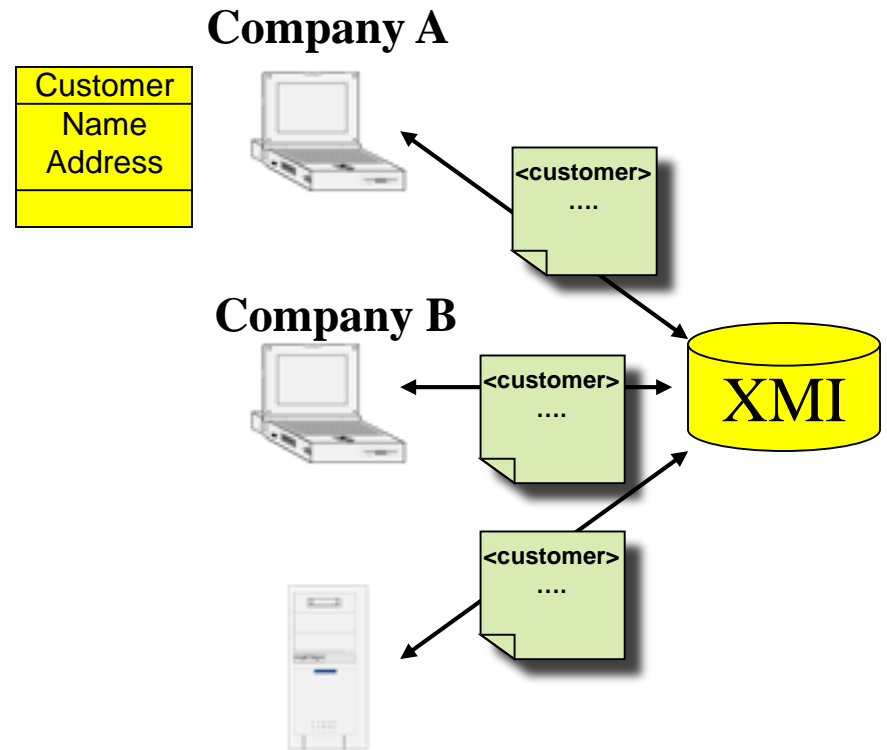 Company A
Customer
Name
Address
<customer>
....
Company B
<customer>
....
XMI
<customer>
....